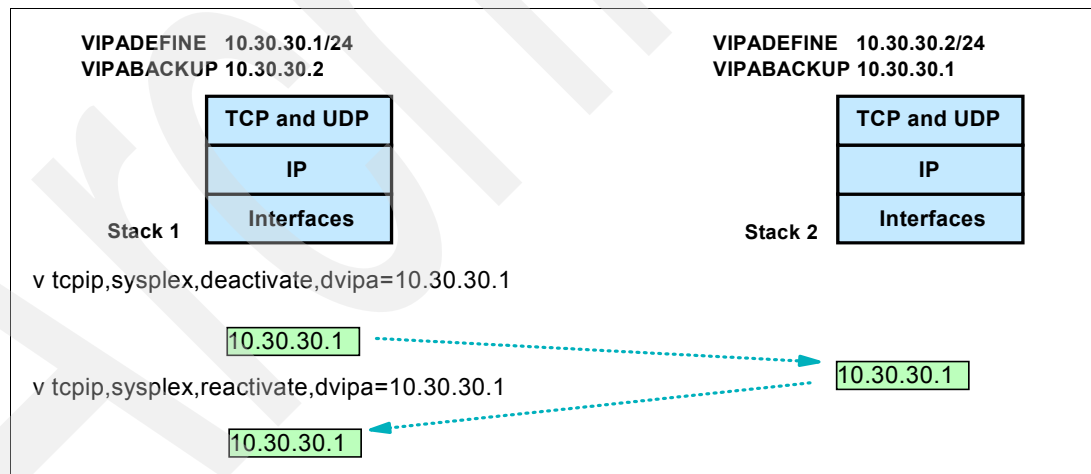 VIPADEFINE 10.30.30.1/24
VIPABACKUP 10.30.30.2
TCP and UDP
IP
Interfaces
Stack 1
VIPADEFINE 10.30.30.2/24
VIPABACKUP 10.30.30.1
TCP and UDP
IP
Interfaces
Stack 2
v tcpip,sysplex,deactivate,dvipa=10.30.30.1
10.30.30.1
10.30.30.1
v tcpip,sysplex,reactivate,dvipa=10.30.30.1
10.30.30.1